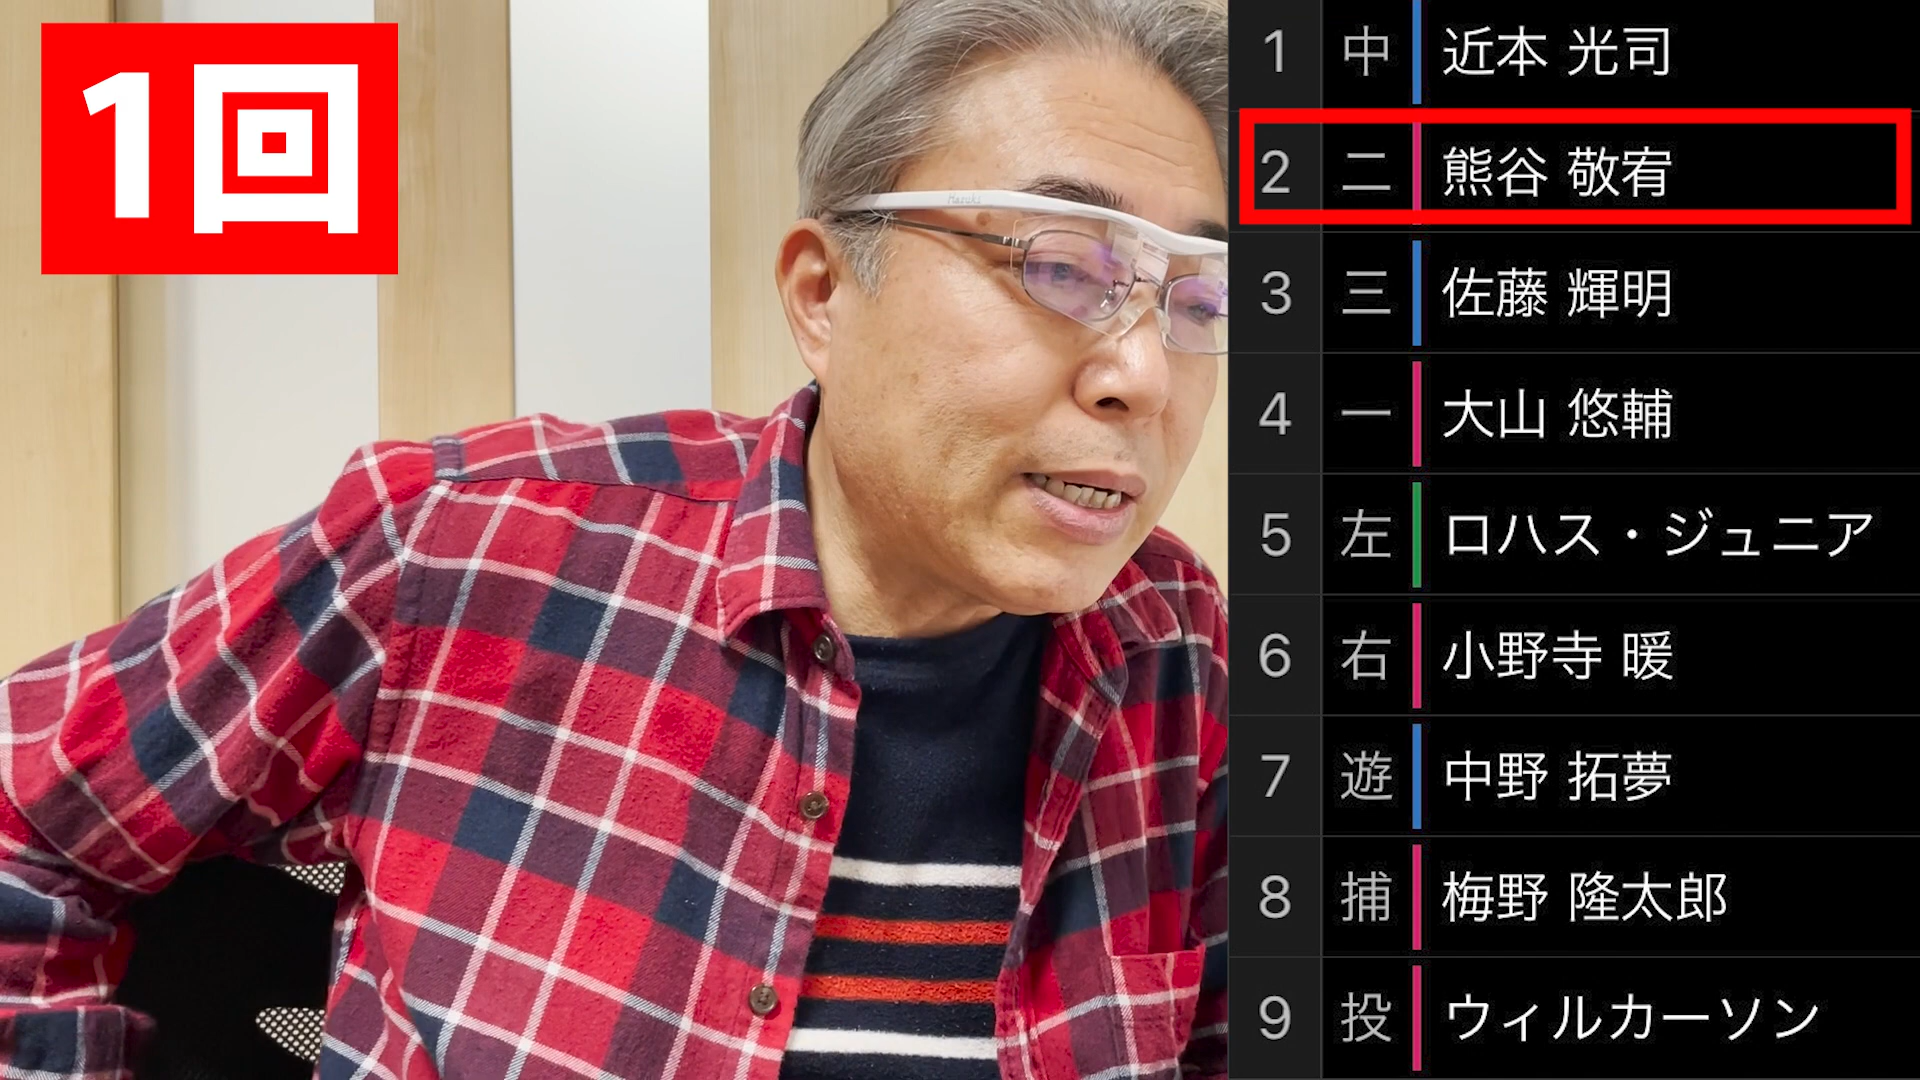 1回
1 中 近本 光司
2 二 熊谷 敬宥
3 三 佐藤 輝明
4 一 大山 悠輔
5 左 ロハス・ジュニア
6 右 小野寺 暖
7 遊 中野 拓夢
8 捕 梅野 隆太郎
9 投 ウィルカーソン
Hazuki